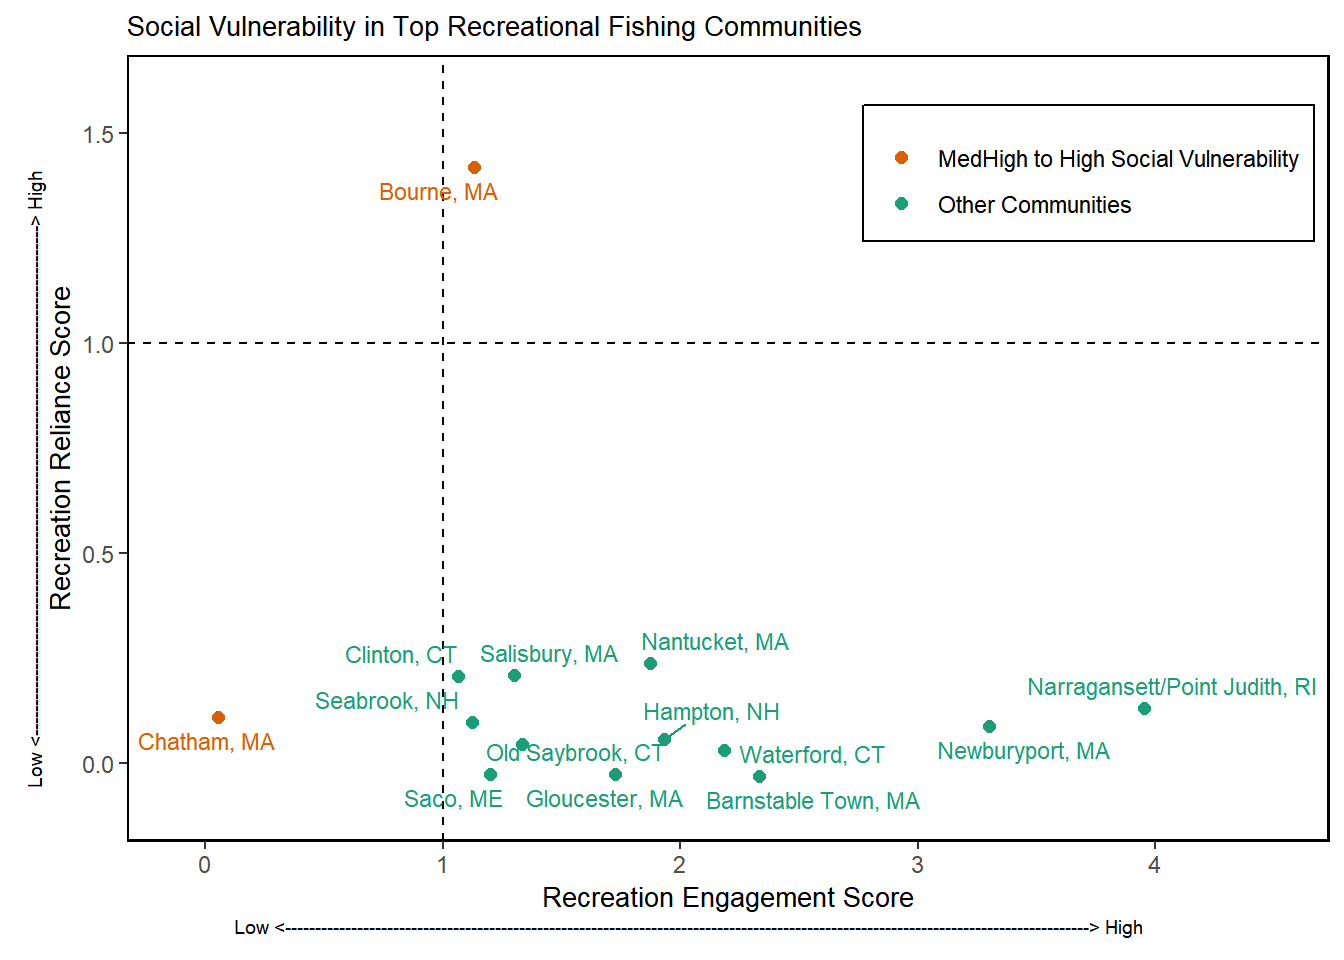 Social Vulnerability in Top Recreational Fishing Communities
MedHigh to High Social Vulnerability
Other Communities
Low <---------------------------------------------------------------------------> High
Recreation Reliance Score
1.5
1.0
0.5
0.0
Bourne, MA
Nantucket, MA
Clinton, CT
Salisbury, MA
Narragansett/Point Judith, RI
Seabrook, NH
Hampton, NH
Chatham, MA
Old Saybrook, CT
Waterford, CT
Newburyport, MA
Saco, ME
Gloucester, MA
Barnstable Town, MA
0
1
2
3
4
Recreation Engagement Score
Low <--------------------------------------------------------------------------------------------------------------------------------------> High